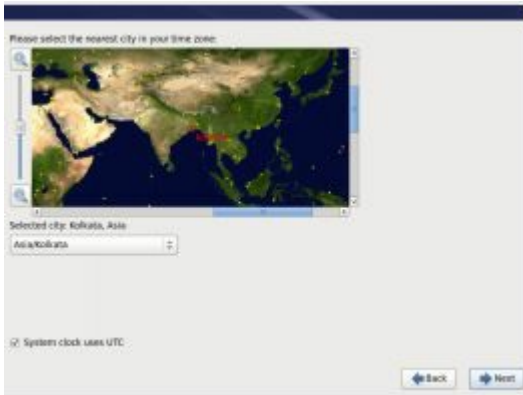 Please select the nearest city in your time zone:
Selected city: Kolkata, Asia
Asia/Kolkata
System clock uses UTC
Back
Next